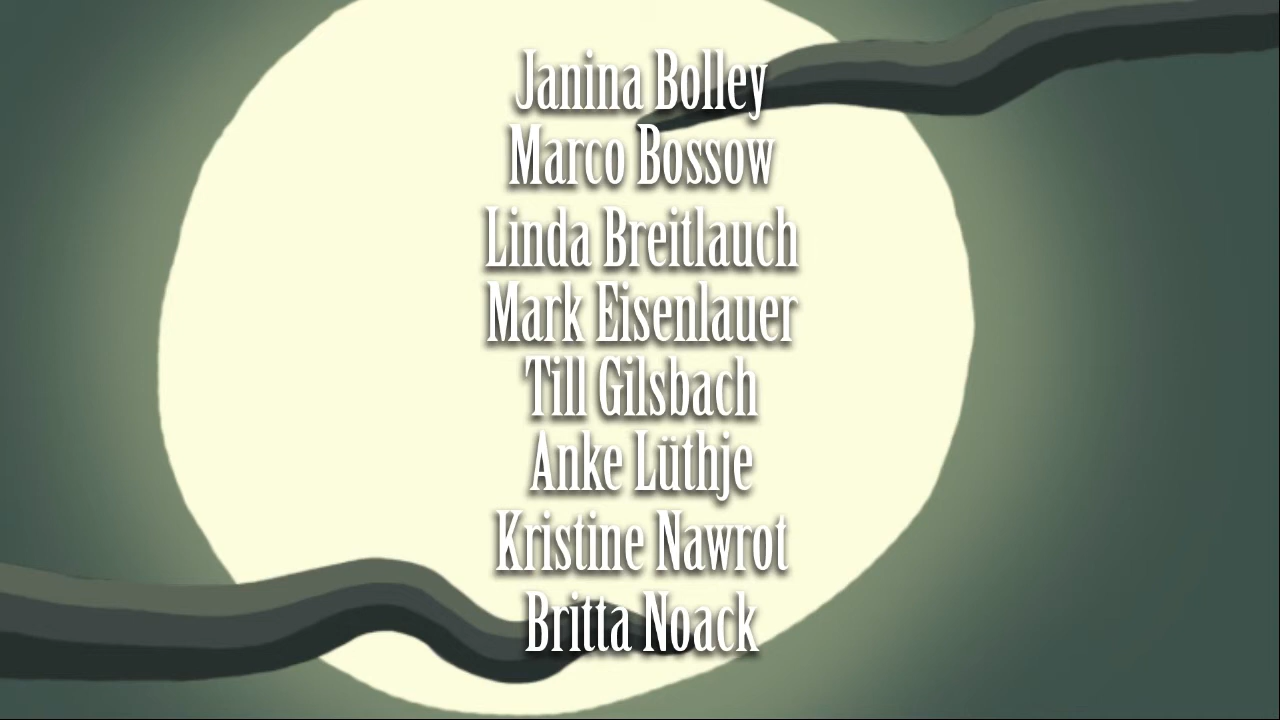 Janina Bolley
Marco Bossow
Linda Breitlauch
Mark Eisenlauer
Till Gilsbach
Anke Lüthje
Kristine Nawrot
Britta Noack